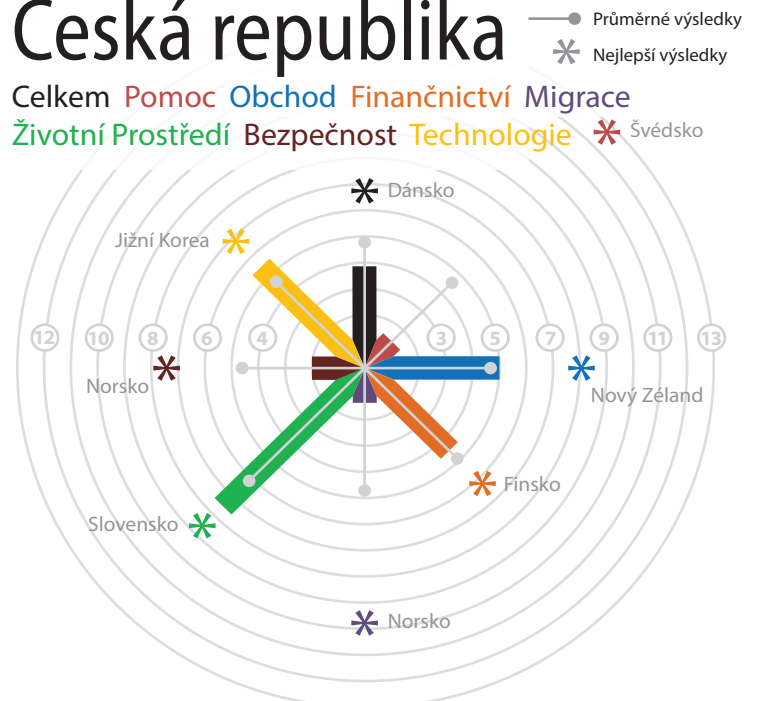 Česká republika
Průměrné výsledky
Nejlepší výsledky
Celkem Pomoc Obchod Finančnictví Migrace
Životní Prostředí Bezpečnost Technologie
Švédsko
Dánsko
Jižní Korea
12 10 8 6 4 3 5 7 9 11 13
Norsko
Nový Zéland
Finsko
Slovensko
Norsko